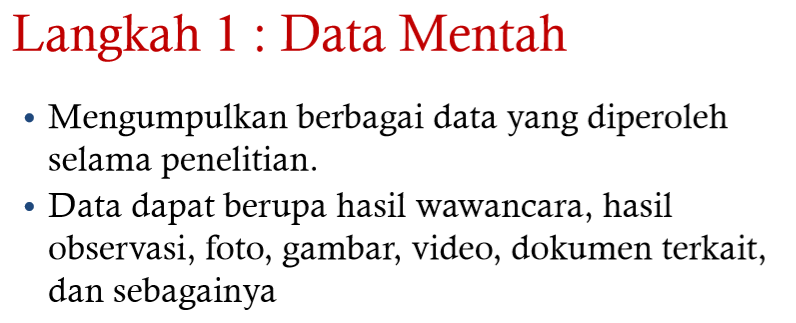 Langkah 1 : Data Mentah
• Mengumpulkan berbagai data yang diperoleh
selama penelitian.
• Data dapat berupa hasil wawancara, hasil
observasi, foto, gambar, video, dokumen terkait,
dan sebagainya